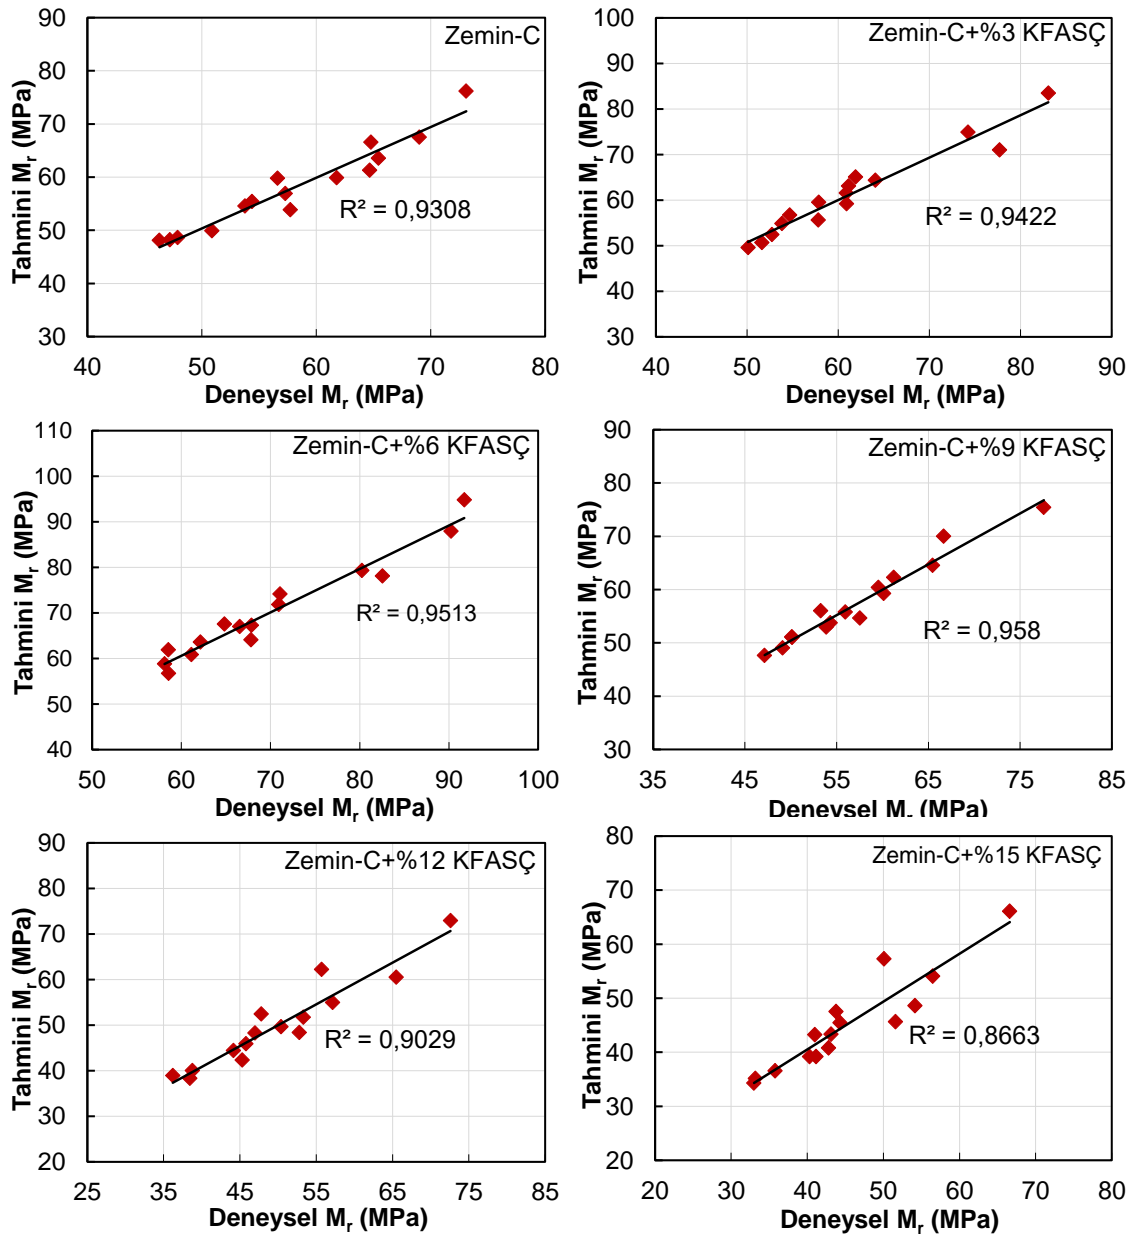 Zemin-C
Tahmini Mr (MPa)
90
80
70
60
50
40
30
R² = 0,9308
40 50 60 70 80
Deneysel Mr (MPa)
Zemin-C+%3 KFASÇ
Tahmini Mr (MPa)
100
90
80
70
60
50
40
30
R² = 0,9422
40 50 60 70 80 90
Deneysel Mr (MPa)
Zemin-C+%6 KFASÇ
Tahmini Mr (MPa)
110
100
90
80
70
60
50
40
R² = 0,9513
50 60 70 80 90 100
Deneysel Mr (MPa)
Zemin-C+%9 KFASÇ
Tahmini Mr (MPa)
90
80
70
60
50
40
30
R² = 0,958
35 45 55 65 75 85
Deneysel Mr (MPa)
Zemin-C+%12 KFASÇ
Tahmini Mr (MPa)
90
80
70
60
50
40
30
20
R² = 0,9029
25 35 45 55 65 75 85
Deneysel Mr (MPa)
Zemin-C+%15 KFASÇ
Tahmini Mr (MPa)
80
70
60
50
40
30
20
R² = 0,8663
20 30 40 50 60 70 80
Deneysel Mr (MPa)